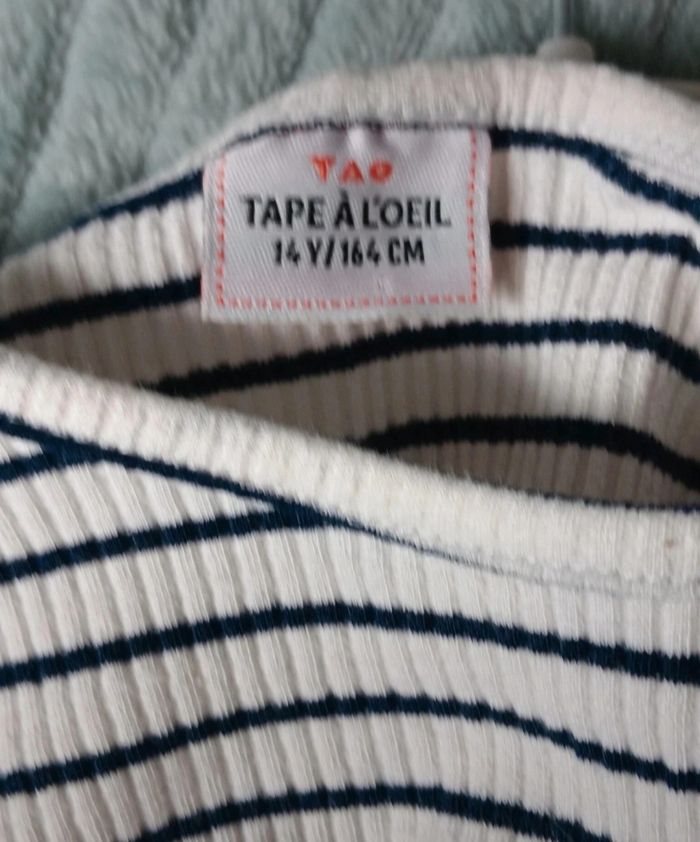 TAO
TAPE À L'OEIL
14 Y/164 CM